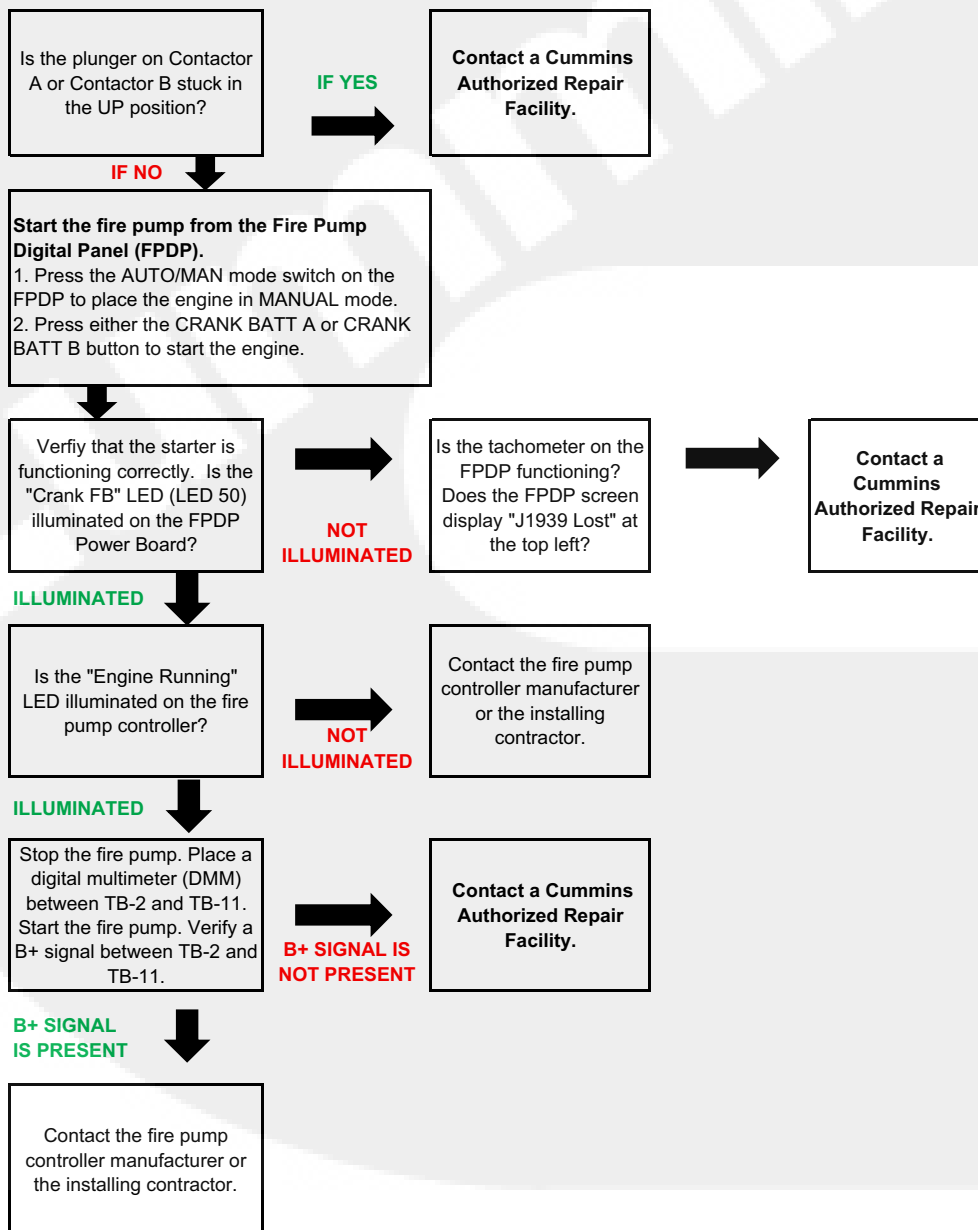 Is the plunger on Contactor
A or Contactor B stuck in
the UP position?
IF YES
Contact a Cummins
Authorized Repair
Facility.
IF NO
Start the fire pump from the Fire Pump
Digital Panel (FPDP).
1. Press the AUTO/MAN mode switch on the
FPDP to place the engine in MANUAL mode.
2. Press either the CRANK BATT A or CRANK
BATT B button to start the engine.
Verfiy that the starter is
functioning correctly. Is the
"Crank FB" LED (LED 50)
illuminated on the FPDP
Power Board?
NOT
ILLUMINATED
Is the tachometer on the
FPDP functioning?
Does the FPDP screen
display "J1939 Lost" at
the top left?
Contact a
Cummins
Authorized Repair
Facility.
ILLUMINATED
Is the "Engine Running"
LED illuminated on the fire
pump controller?
NOT
ILLUMINATED
Contact the fire pump
controller manufacturer
or the installing
contractor.
ILLUMINATED
Stop the fire pump. Place a
digital multimeter (DMM)
between TB-2 and TB-11.
Start the fire pump. Verify a
B+ signal between TB-2 and
TB-11.
B+ SIGNAL IS
NOT PRESENT
Contact a Cummins
Authorized Repair
Facility.
B+ SIGNAL
IS PRESENT
Contact the fire pump
controller manufacturer or
the installing contractor.